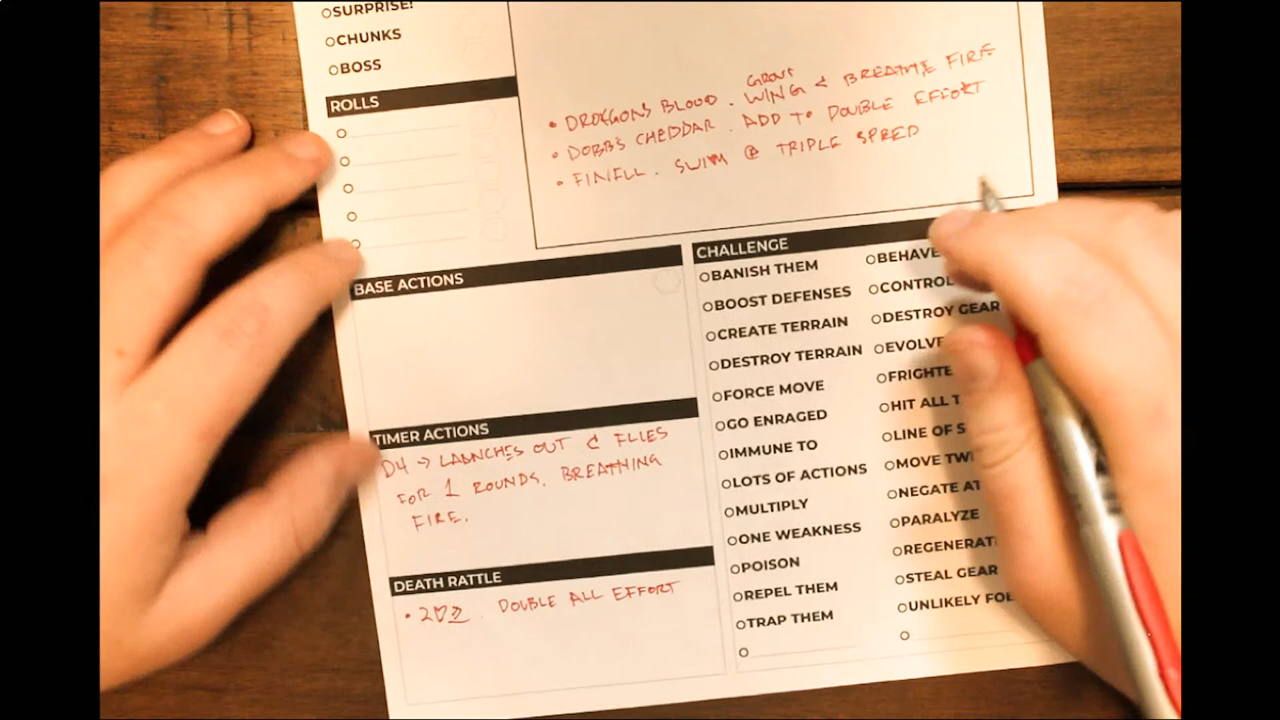 SURPRISE!
CHUNKS
BOSS
ROLLS
GROW
• DRAGONS BLOOD . WING & BREATHE FIRE
• DOBB'S CHEDDAR . ADD TO DOUBLE EFFORT
• FINELL . SWIM @ TRIPLE SPEED
BASE ACTIONS
TIMER ACTIONS
D4 → LAUNCHES OUT & FLIES
FOR 1 ROUNDS, BREATHING
FIRE.
DEATH RATTLE
• 2♡ . DOUBLE ALL EFFORT
CHALLENGE
BANISH THEM
BOOST DEFENSES
CREATE TERRAIN
DESTROY TERRAIN
FORCE MOVE
GO ENRAGED
IMMUNE TO
LOTS OF ACTIONS
MULTIPLY
ONE WEAKNESS
POISON
REPEL THEM
TRAP THEM
BEHAVE
CONTROL
DESTROY GEAR
EVOLVE
FRIGHTE
HIT ALL T
LINE OF S
MOVE TW
NEGATE AT
PARALYZE
REGENERAT
STEAL GEAR
UNLIKELY FOE